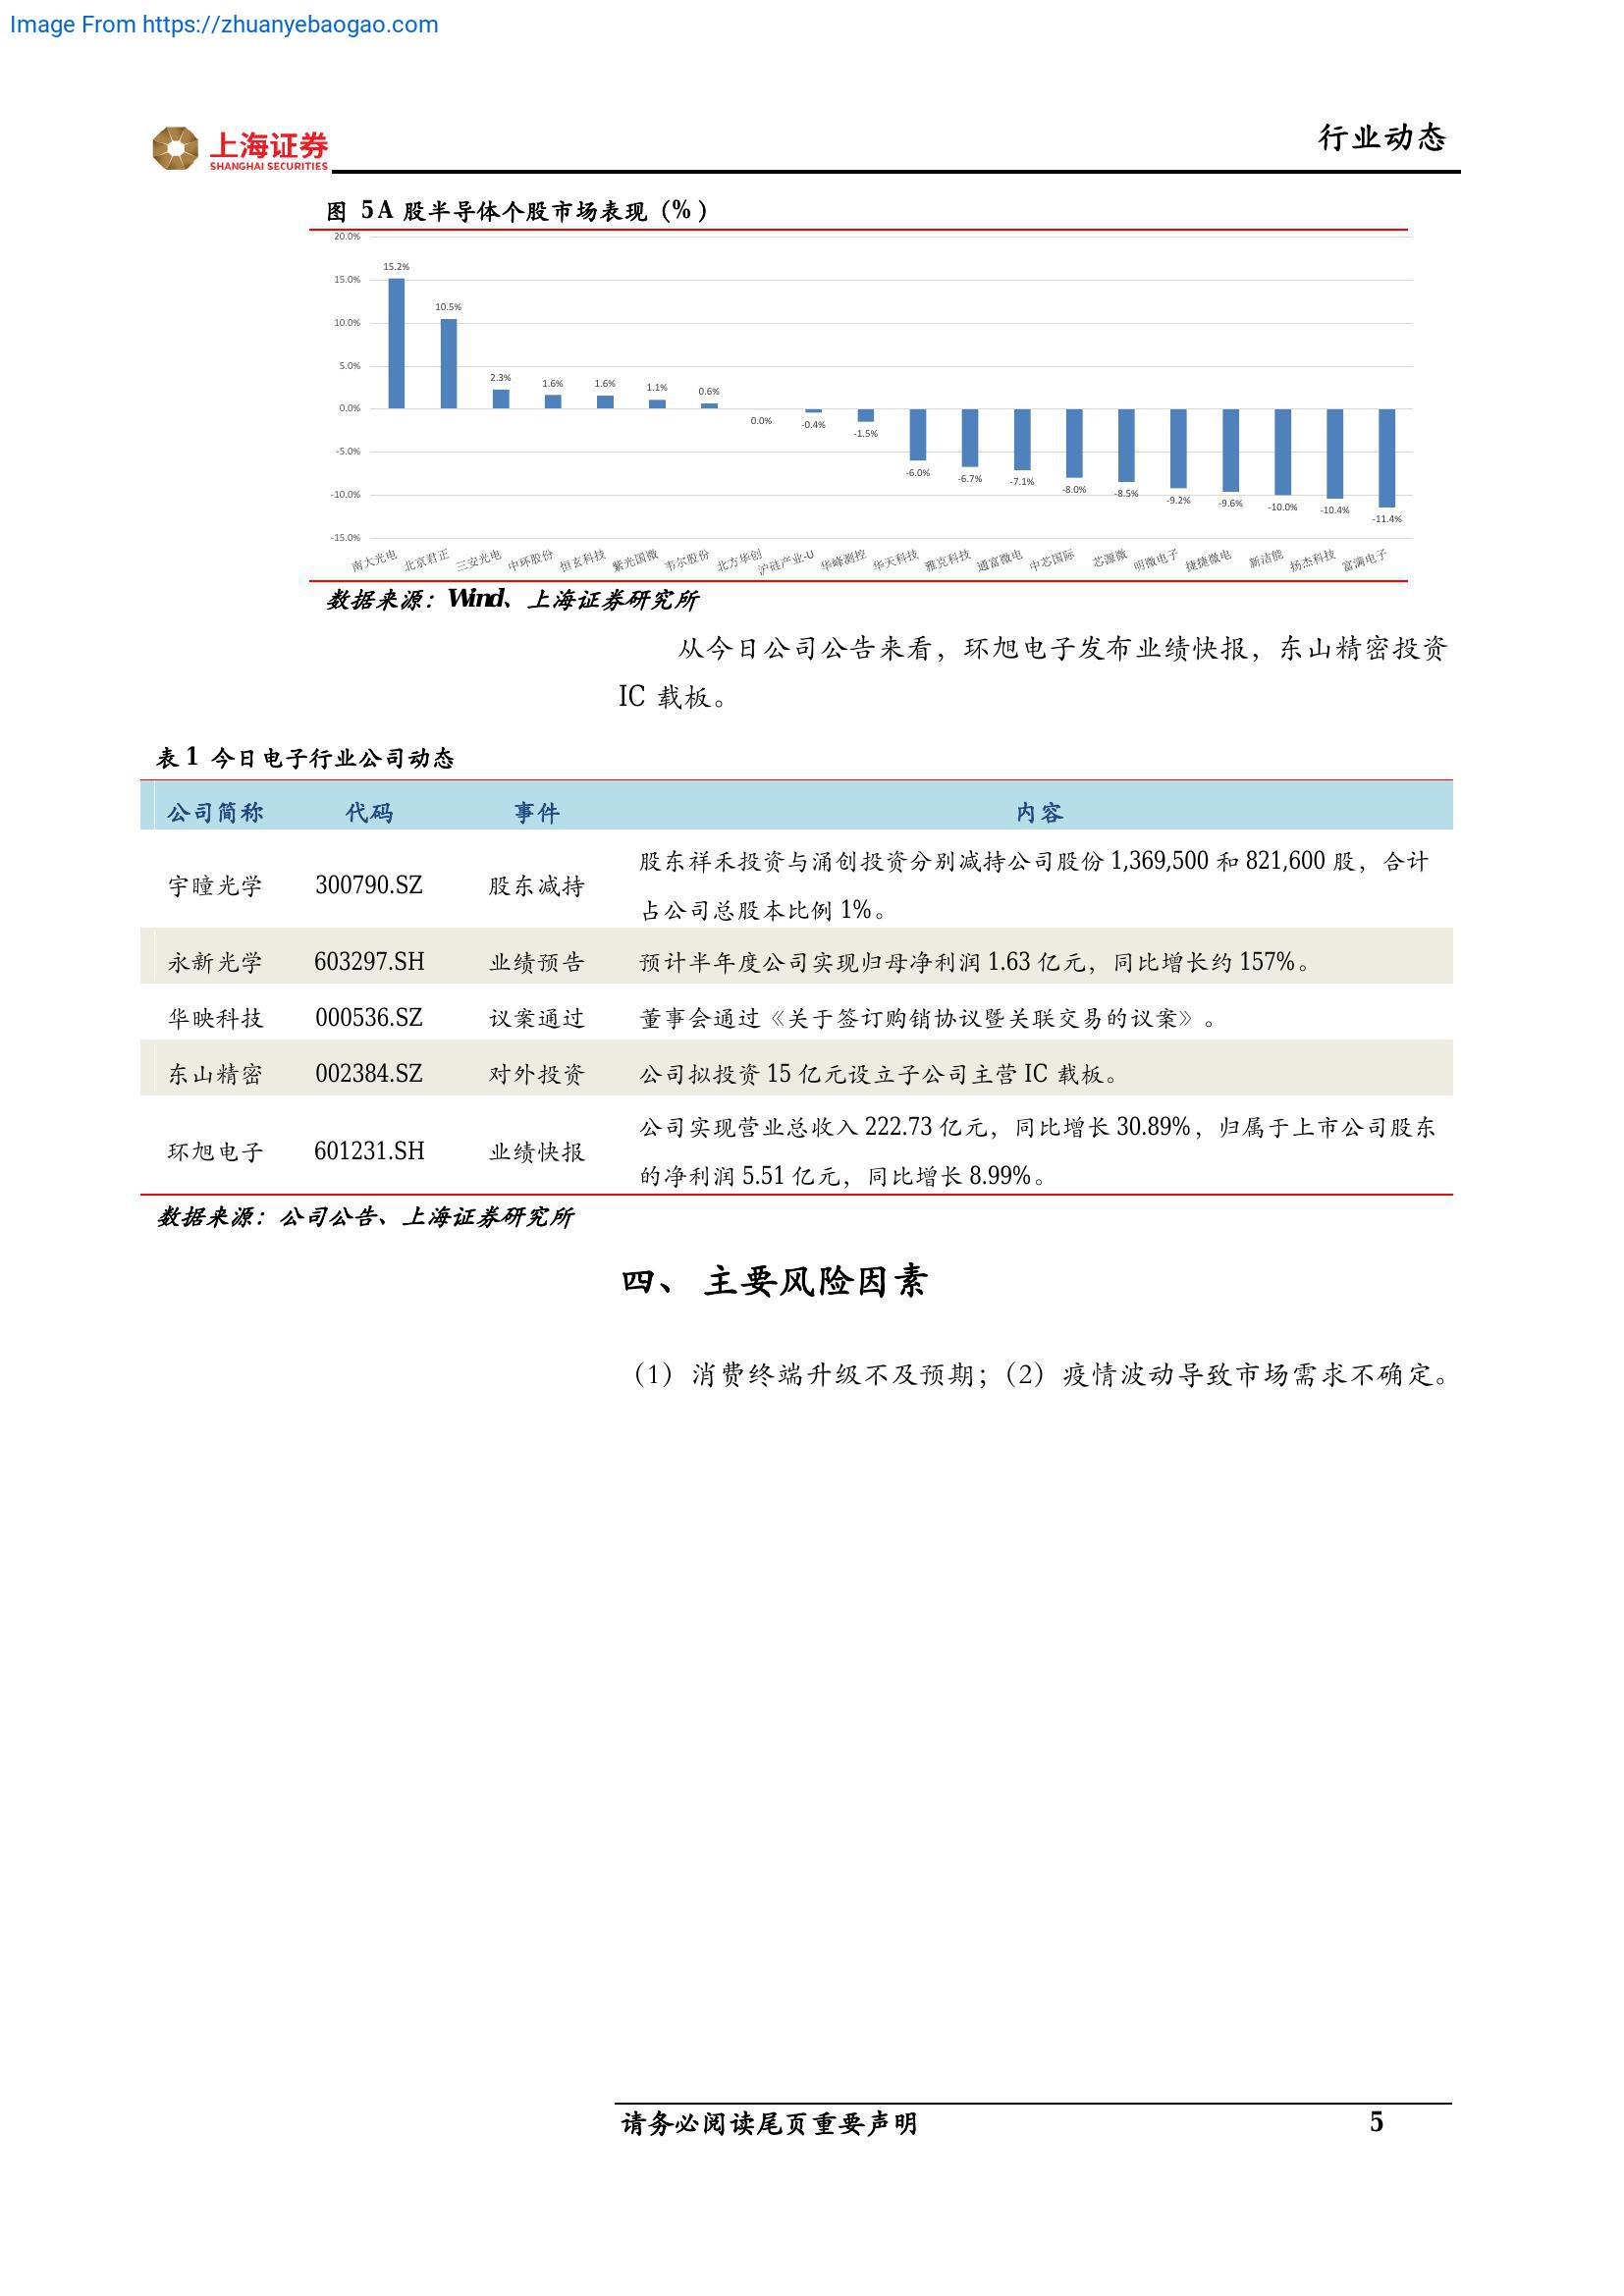 Image From https://zhuanyebaogao.com
上海证券
SHANGHAI SECURITIES
行业动态
图 5A 股半导体个股市场表现（%）
20.0%
15.0%
10.0%
5.0%
0.0%
-5.0%
-10.0%
-15.0%
15.2%
10.5%
2.3%
1.6%
1.6%
1.1%
0.6%
0.0%
-0.4%
-1.5%
-6.0%
-6.7%
-7.1%
-8.0%
-8.5%
-9.2%
-9.6%
-10.0%
-10.4%
-11.4%
南大光电
北京君正
三安光电
中环股份
恒玄科技
紫光国微
韦尔股份
北方华创
沪硅产业-U
华峰测控
华天科技
雅克科技
通富微电
中芯国际
芯源微
明微电子
捷捷微电
新洁能
扬杰科技
富满电子
数据来源：Wind、上海证券研究所
从今日公司公告来看，环旭电子发布业绩快报，东山精密投资
IC 载板。
表 1 今日电子行业公司动态
公司简称 代码 事件 内容
宇瞳光学 300790.SZ 股东减持 股东祥禾投资与涌创投资分别减持公司股份 1,369,500 和 821,600 股，合计
占公司总股本比例 1%。
永新光学 603297.SH 业绩预告 预计半年度公司实现归母净利润 1.63 亿元，同比增长约 157%。
华映科技 000536.SZ 议案通过 董事会通过《关于签订购销协议暨关联交易的议案》。
东山精密 002384.SZ 对外投资 公司拟投资 15 亿元设立子公司主营 IC 载板。
环旭电子 601231.SH 业绩快报 公司实现营业总收入 222.73 亿元，同比增长 30.89%，归属于上市公司股东
的净利润 5.51 亿元，同比增长 8.99%。
数据来源：公司公告、上海证券研究所
四、 主要风险因素
（1）消费终端升级不及预期；（2）疫情波动导致市场需求不确定。
请务必阅读尾页重要声明 5